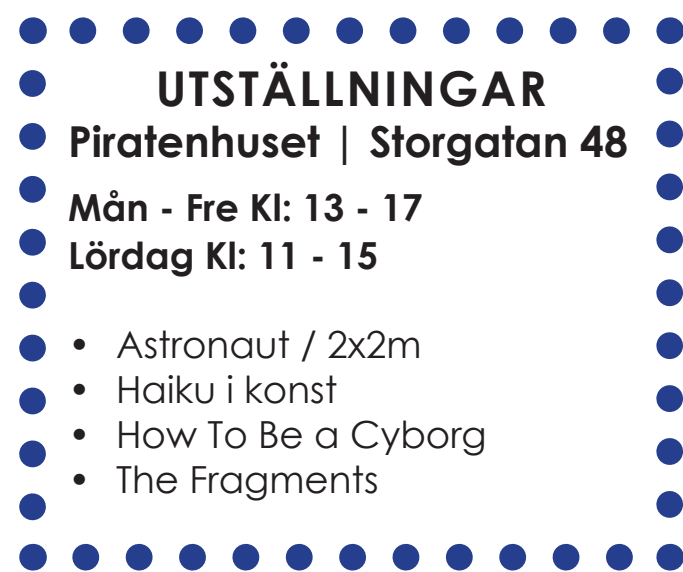 UTSTÄLLNINGAR
Piratenhuset | Storgatan 48
Mån - Fre Kl: 13 - 17
Lördag Kl: 11 - 15
• Astronaut / 2x2m
• Haiku i konst
• How To Be a Cyborg
• The Fragments